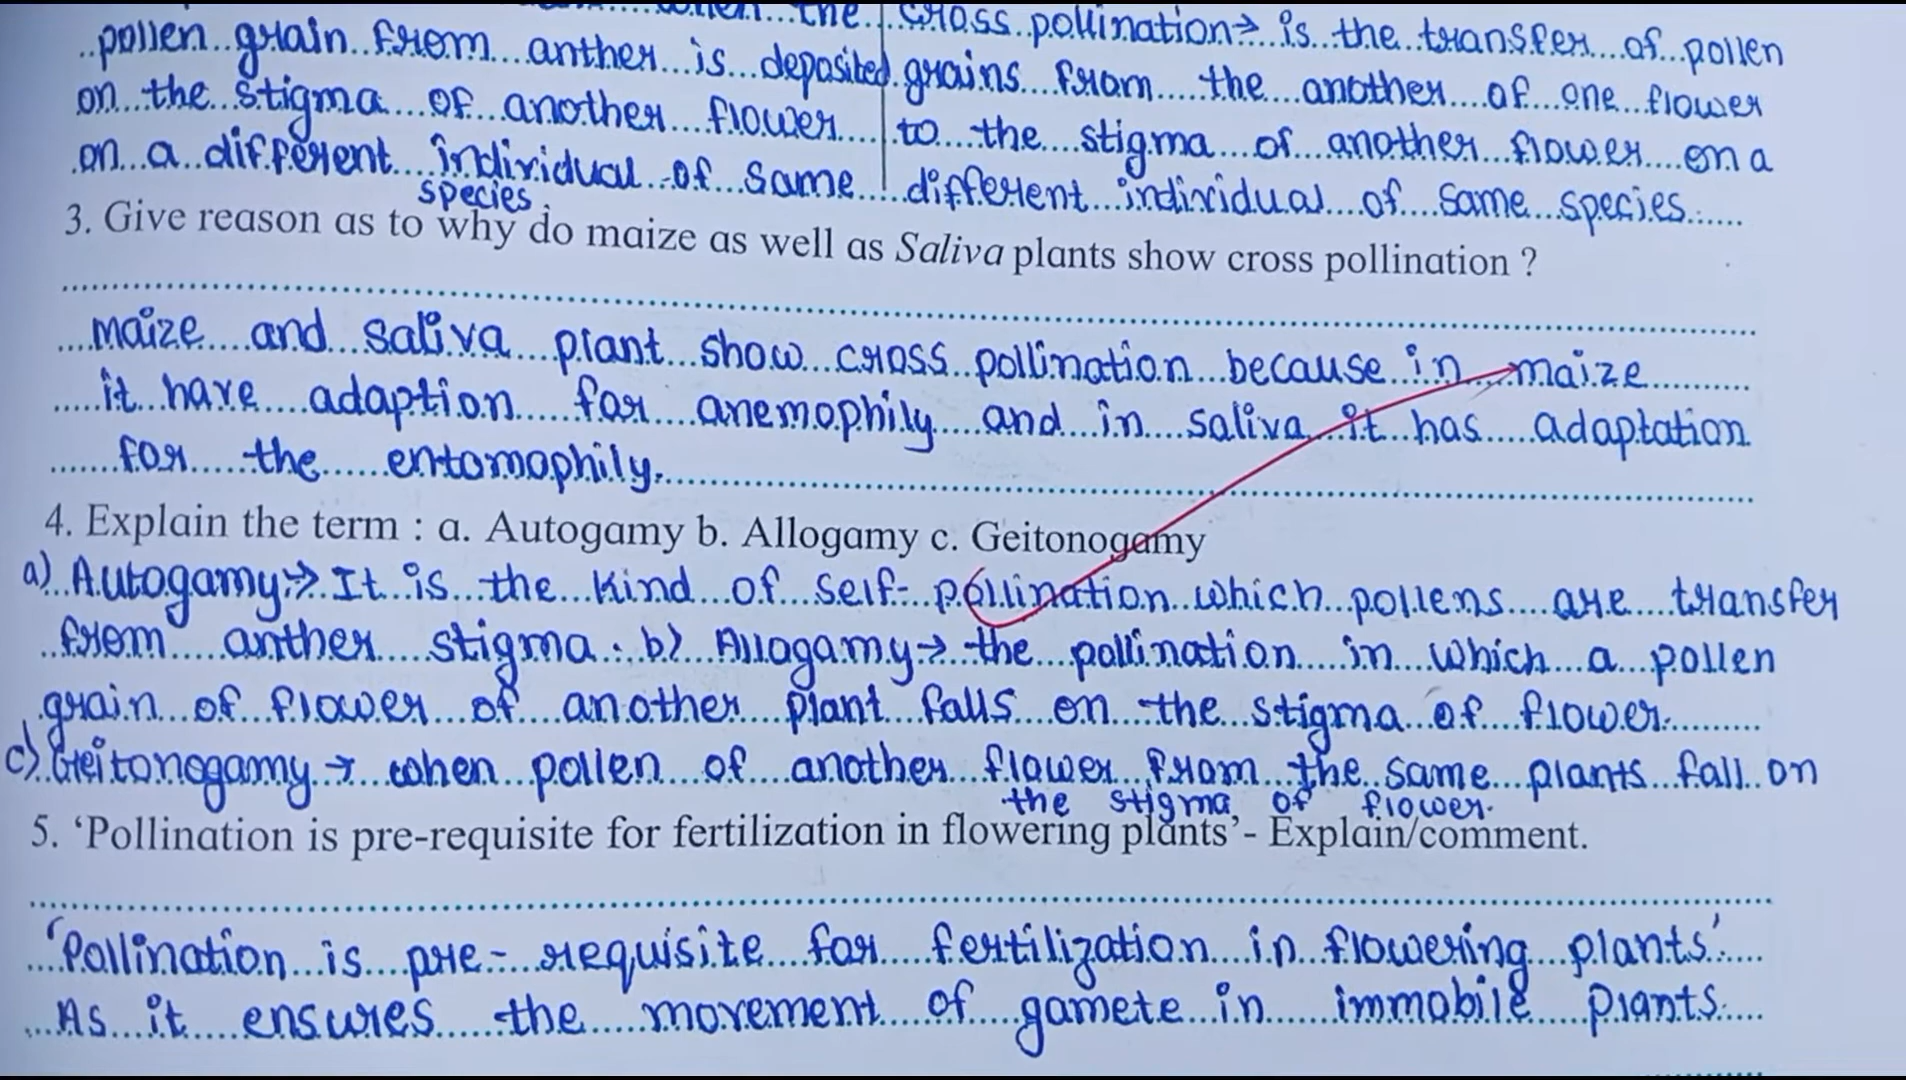 when the cross pollination→ is the transfer of pollen
pollen grain from anther is deposited grains from the another of one flower
on the stigma of another flower to the stigma of another flower on a
on a different individual of same different individual of same species
species.
3. Give reason as to why do maize as well as Saliva plants show cross pollination ?
maize and saliva plant show cross pollination because in maize
it have adaption for anemophily and in saliva it has adaptation
for the entomophily.
4. Explain the term : a. Autogamy b. Allogamy c. Geitonogamy
a) Autogamy→ It is the kind of self- pollination which pollens are transfer
from anther stigma. b) Allogamy→ the pollination in which a pollen
grain of flower of another plant falls on the stigma of flower.
c) Geitonogamy → when pollen of another flower from the same plants fall on
the stigma of flower.
5. ‘Pollination is pre-requisite for fertilization in flowering plants’- Explain/comment.
'Pollination is pre- requisite for fertilization in flowering plants'
As it ensures the movement of gamete in immobile plants.